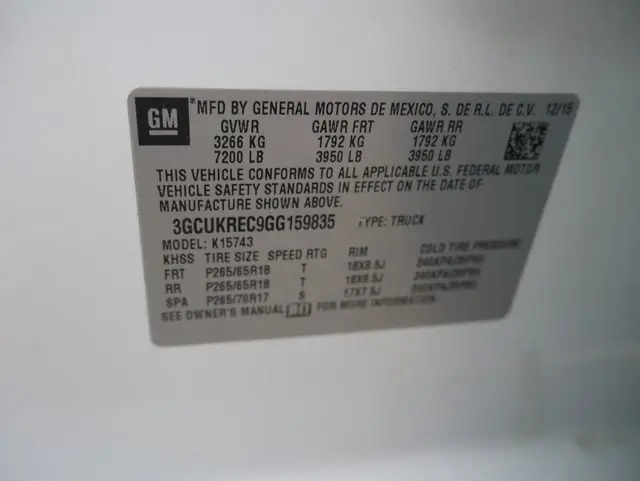 GM ® MFD BY GENERAL MOTORS DE MEXICO, S. DE R.L. DE C.V. 12/15
GVWR GAWR FRT GAWR RR
3266 KG 1792 KG 1792 KG
7200 LB 3950 LB 3950 LB
THIS VEHICLE CONFORMS TO ALL APPLICABLE U.S. FEDERAL MOTOR
VEHICLE SAFETY STANDARDS IN EFFECT ON THE DATE OF
MANUFACTURE SHOWN ABOVE.
3GCUKREC9GG159835 TYPE: TRUCK
MODEL: K15743
KHSS TIRE SIZE SPEED RTG RIM COLD TIRE PRESSURE
FRT P265/65R18 T 18X8.5J
RR P265/65R18 T 18X8.5J
SPA P265/70R17 S 17X7.5J
SEE OWNER'S MANUAL FOR MORE INFORMATION.